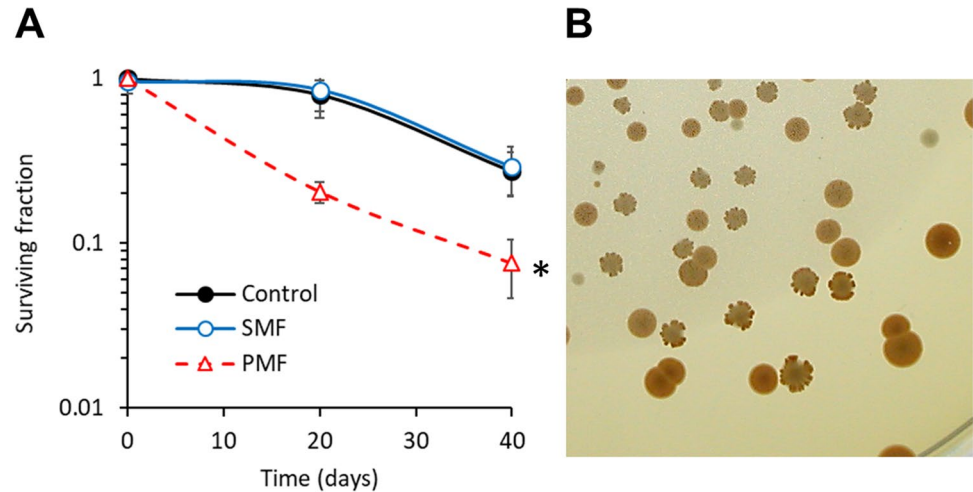 A
B
1
0.1
0.01
Surviving fraction
Control
SMF
PMF
*
0 10 20 30 40
Time (days)